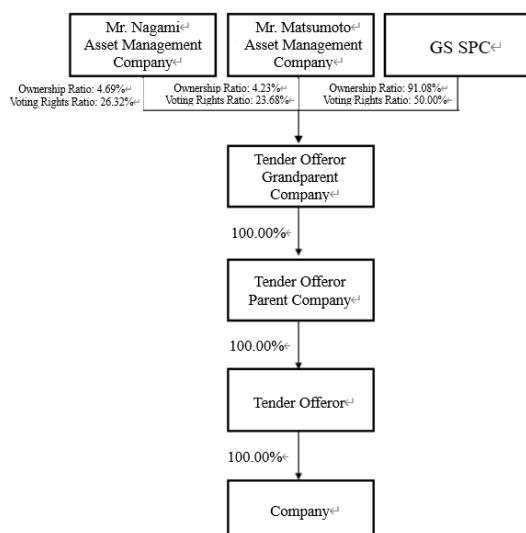 Mr. Nagami↵
Asset Management
Company↵
Mr. Matsumoto↵
Asset Management
Company↵
GS SPC↵
Ownership Ratio: 4.69%↵
Voting Rights Ratio: 26.32%↵
Ownership Ratio: 4.23%↵
Voting Rights Ratio: 23.68%↵
Ownership Ratio: 91.08%↵
Voting Rights Ratio: 50.00%↵
Tender Offeror
Grandparent
Company↵
100.00%↵
Tender Offeror
Parent Company↵
100.00%↵
Tender Offeror↵
100.00%↵
Company↵